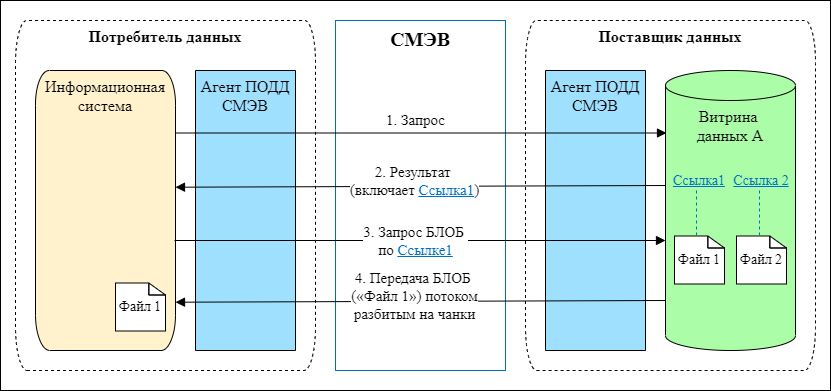 Потребитель данных
СМЭВ
Поставщик данных
Информационная
система
Агент ПОДД
СМЭВ
Агент ПОДД
СМЭВ
Витрина
данных А
1. Запрос
2. Результат
(включает Ссылка1)
Ссылка1
Ссылка 2
3. Запрос БЛОБ
по Ссылке1
Файл 1
Файл 2
4. Передача БЛОБ
(«Файл 1») потоком
разбитым на чанки
Файл 1